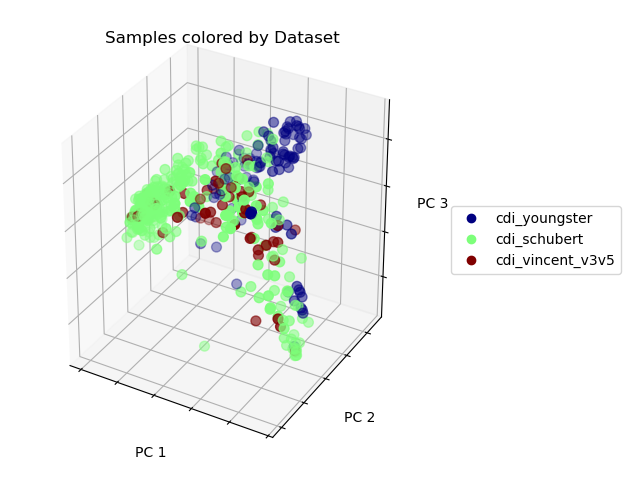 Samples colored by Dataset
PC 3
cdi_youngster
cdi_schubert
cdi_vincent_v3v5
PC 2
PC 1